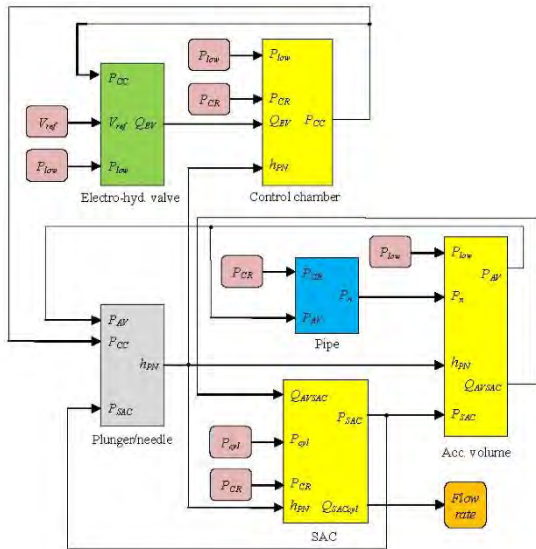 P_low
P_CR
V_ref
P_low
P_CC
V_ref
Q_EV
P_low
Electro-hyd. valve
P_low
P_CR
Q_EV
P_CC
h_PN
Control chamber
P_CR
P_CR
P_n
P_AV
Pipe
P_low
P_low
P_AV
P_n
h_PN
Q_AVSAC
P_SAC
Acc. volume
P_AV
P_CC
h_PN
P_SAC
Plunger/needle
P_cyl
P_CR
Q_AVSAC
P_SAC
P_cyl
P_CR
Q_SACcyl
h_PN
SAC
Flow
rate